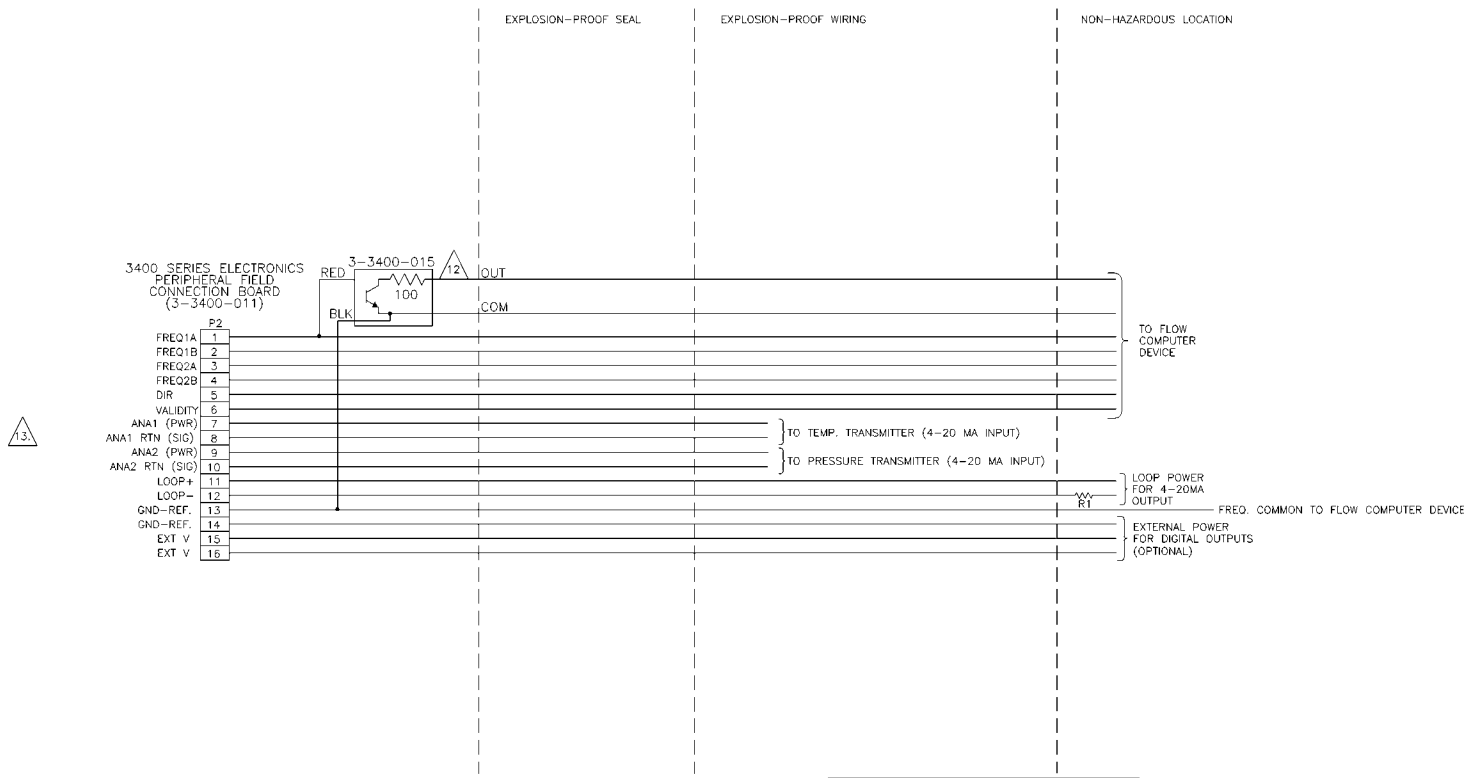 EXPLOSION-PROOF SEAL
EXPLOSION-PROOF WIRING
NON-HAZARDOUS LOCATION
3400 SERIES ELECTRONICS
PERIPHERAL FIELD
CONNECTION BOARD
(3-3400-011)
3-3400-015
12
RED
100
BLK
OUT
COM
P2
FREQ1A 1
FREQ1B 2
FREQ2A 3
FREQ2B 4
DIR 5
VALIDITY 6
ANA1 (PWR) 7
ANA1 RTN (SIG) 8
ANA2 (PWR) 9
ANA2 RTN (SIG) 10
LOOP+ 11
LOOP- 12
GND-REF. 13
GND-REF. 14
EXT V 15
EXT V 16
13.
TO FLOW
COMPUTER
DEVICE
TO TEMP. TRANSMITTER (4-20 MA INPUT)
TO PRESSURE TRANSMITTER (4-20 MA INPUT)
LOOP POWER
FOR 4-20MA
OUTPUT
R1
FREQ. COMMON TO FLOW COMPUTER DEVICE
EXTERNAL POWER
FOR DIGITAL OUTPUTS
(OPTIONAL)